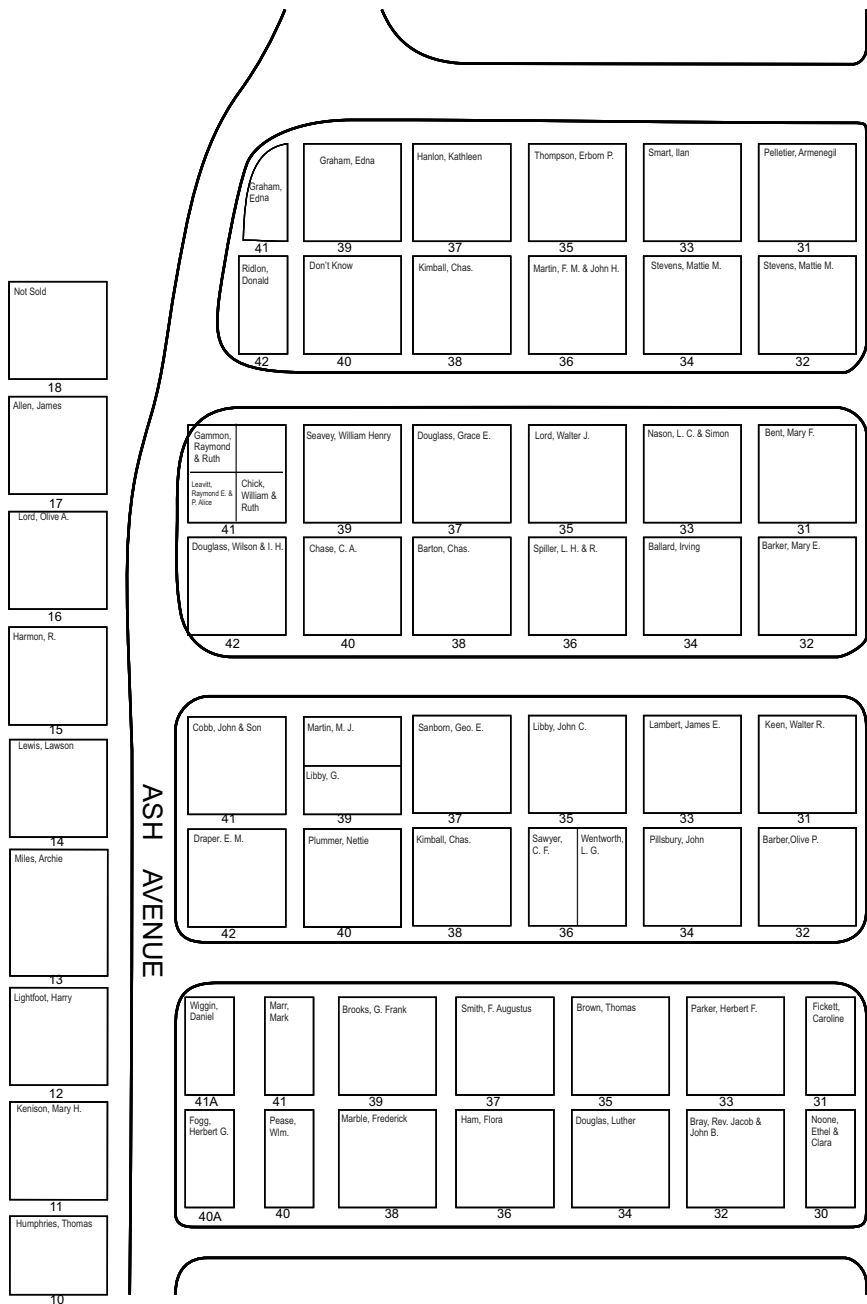 Graham,
Edna
Graham, Edna
Hanlon, Kathleen
Thompson, Erbom P.
Smart, Ilan
Pelletier, Armenegil
41
39
37
35
33
31
Ridlon,
Donald
Don't Know
Kimball, Chas.
Martin, F. M. & John H.
Stevens, Mattie M.
Stevens, Mattie M.
42
40
38
36
34
32
Not Sold
18
Allen, James
17
Lord, Olive A.
16
Harmon, R.
15
Lewis, Lawson
14
Miles, Archie
13
Lightfoot, Harry
12
Kenison, Mary H.
11
Humphries, Thomas
10
ASH AVENUE
Gammon,
Raymond
& Ruth
Leavitt,
Raymond E. &
P. Alice
Chick,
William &
Ruth
Seavey, William Henry
Douglass, Grace E.
Lord, Walter J.
Nason, L. C. & Simon
Bent, Mary F.
41
39
37
35
33
31
Douglass, Wilson & I. H.
Chase, C. A.
Barton, Chas.
Spiller, L. H. & R.
Ballard, Irving
Barker, Mary E.
42
40
38
36
34
32
Cobb, John & Son
Martin, M. J.
Libby, G.
Sanborn, Geo. E.
Libby, John C.
Lambert, James E.
Keen, Walter R.
41
39
37
35
33
31
Draper. E. M.
Plummer, Nettie
Kimball, Chas.
Sawyer,
C. F.
Wentworth,
L. G.
Pillsbury, John
Barber,Olive P.
42
40
38
36
34
32
Wiggin,
Daniel
Marr,
Mark
Brooks, G. Frank
Smith, F. Augustus
Brown, Thomas
Parker, Herbert F.
Fickett,
Caroline
41A
41
39
37
35
33
31
Fogg,
Herbert G.
Pease,
Wlm.
Marble, Frederick
Ham, Flora
Douglas, Luther
Bray, Rev. Jacob &
John B.
Noone,
Ethel &
Clara
40A
40
38
36
34
32
30